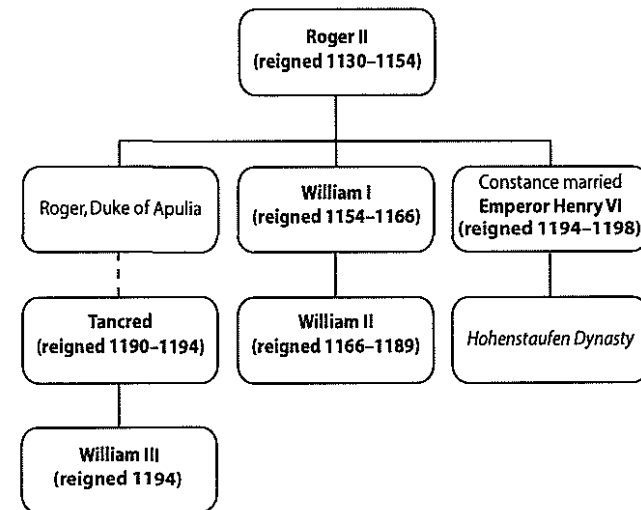 Roger II
(reigned 1130–1154)
Roger, Duke of Apulia
William I
(reigned 1154–1166)
Constance married
Emperor Henry VI
(reigned 1194–1198)
Tancred
(reigned 1190–1194)
William II
(reigned 1166–1189)
Hohenstaufen Dynasty
William III
(reigned 1194)